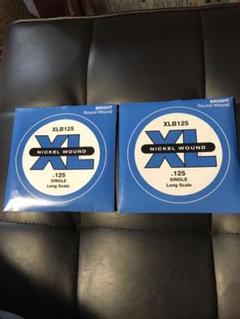 BRIGHT
Round Wound
XLB125
XL
NICKEL WOUND
.125
SINGLE
Long Scale
BRIGHT
Round Wound
XLB125
XL
NICKEL WOUND
.125
SINGLE
Long Scale